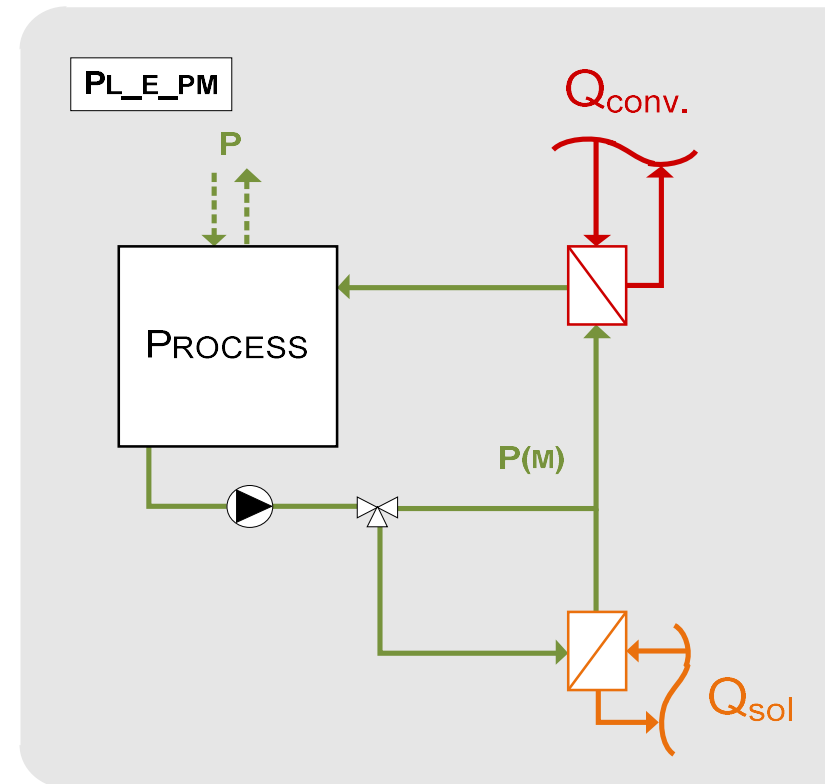 PL_E_PM
Qconv.
P
PROCESS
P(M)
Qsol